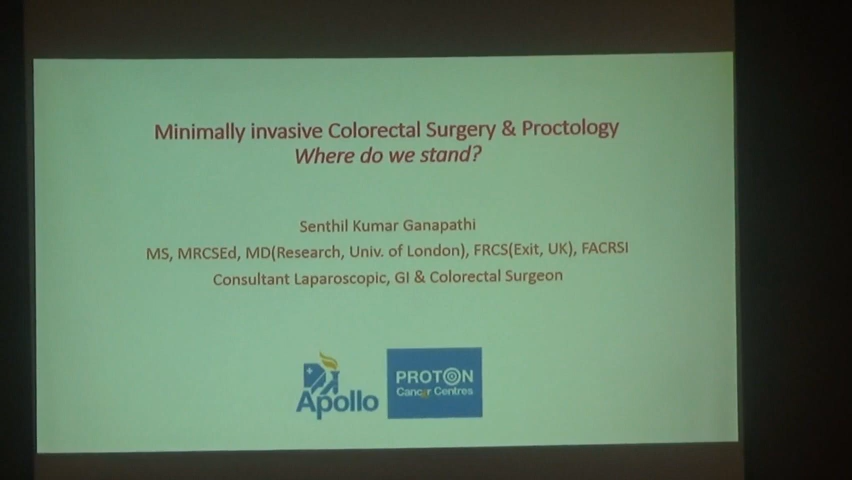 Minimally invasive Colorectal Surgery & Proctology
Where do we stand?
Senthil Kumar Ganapathi
MS, MRCSEd, MD(Research, Univ. of London), FRCS(Exit, UK), FACRSI
Consultant Laparoscopic, GI & Colorectal Surgeon
Apollo
PROTON
Cancer Centres